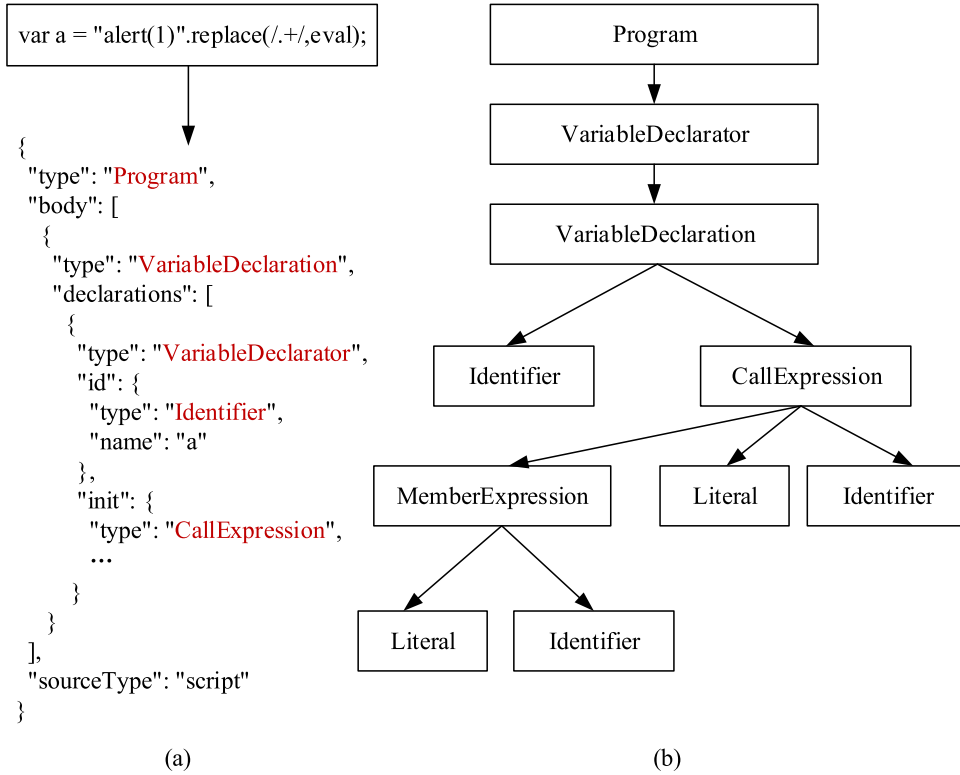 var a = "alert(1)".replace(/.+/,eval);
{
"type": "Program",
"body": [
{
"type": "VariableDeclaration",
"declarations": [
{
"type": "VariableDeclarator",
"id": {
"type": "Identifier",
"name": "a"
},
"init": {
"type": "CallExpression",
...
}
}
],
"sourceType": "script"
}
(a)
Program
VariableDeclarator
VariableDeclaration
Identifier
CallExpression
MemberExpression
Literal
Identifier
Literal
Identifier
(b)